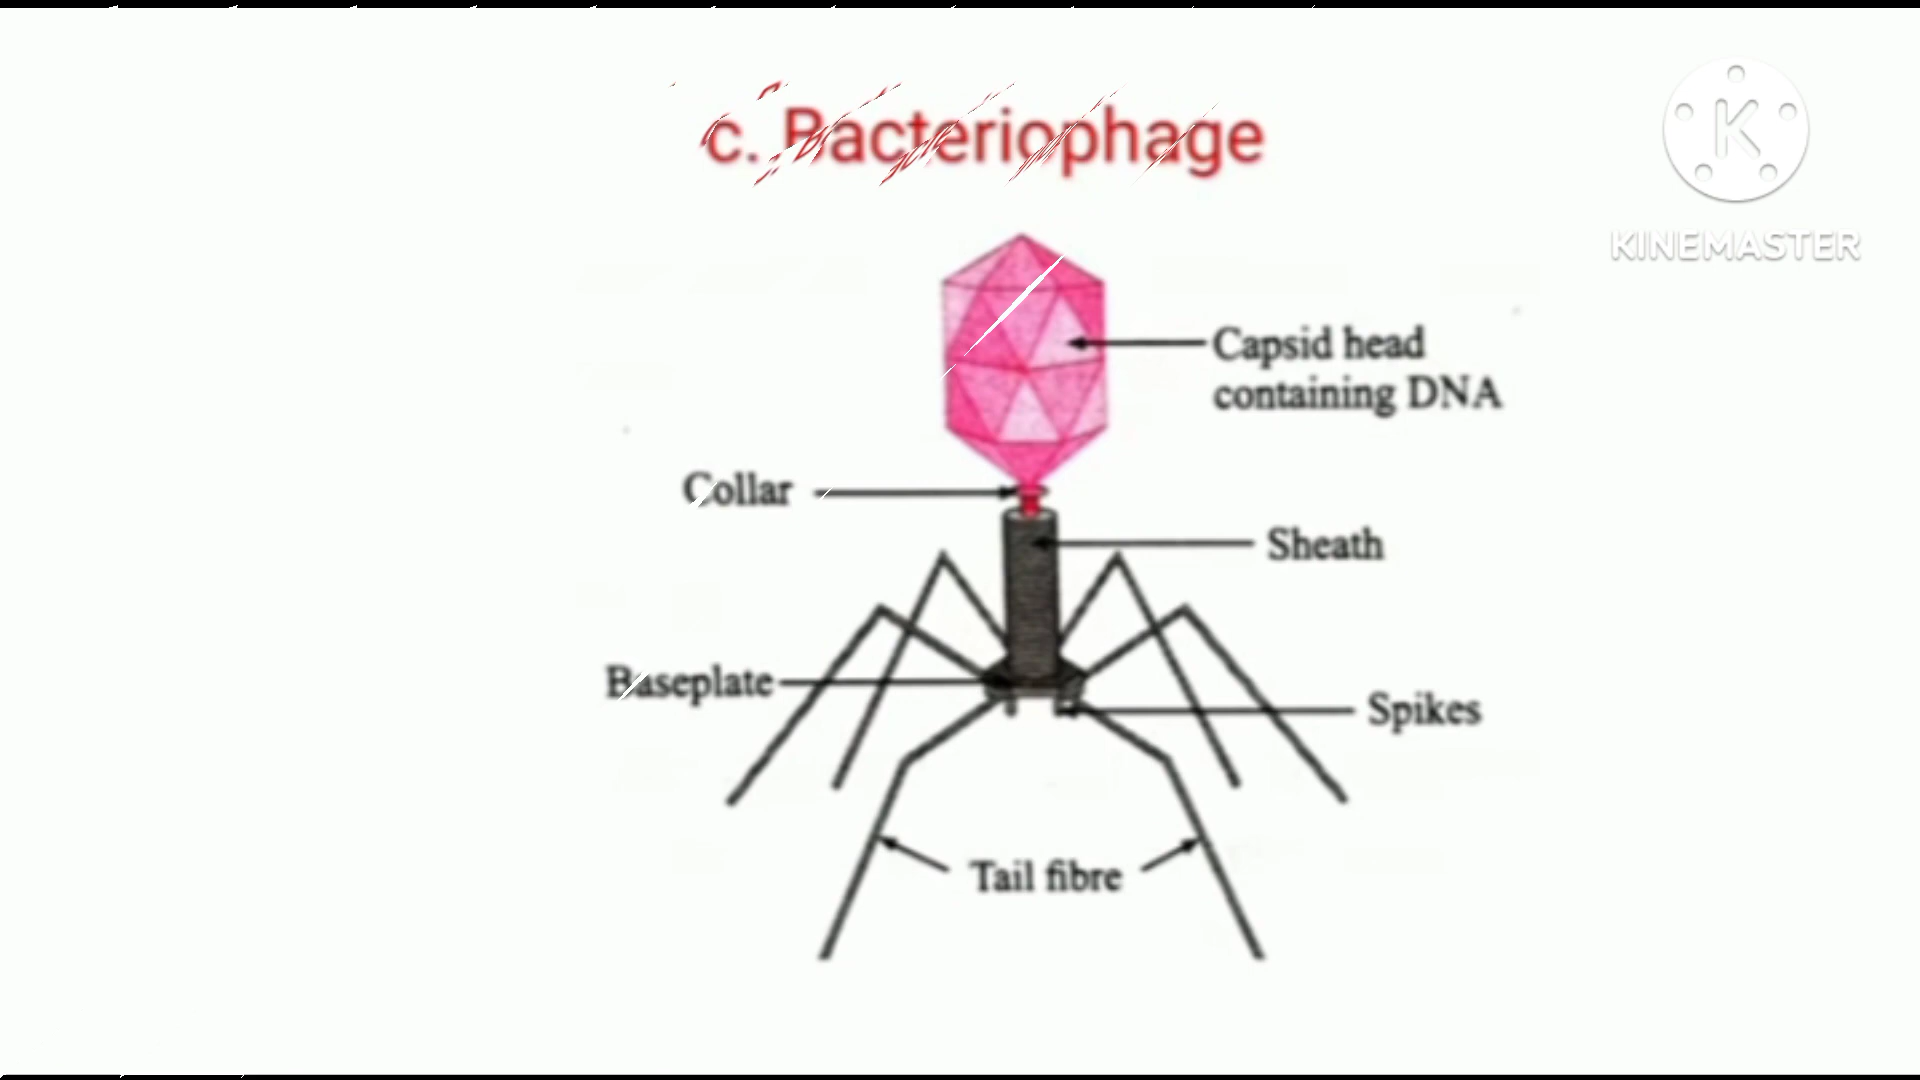 c. Bacteriophage
K
KINEMASTER
Capsid head
containing DNA
Collar
Sheath
Baseplate
Spikes
Tail fibre